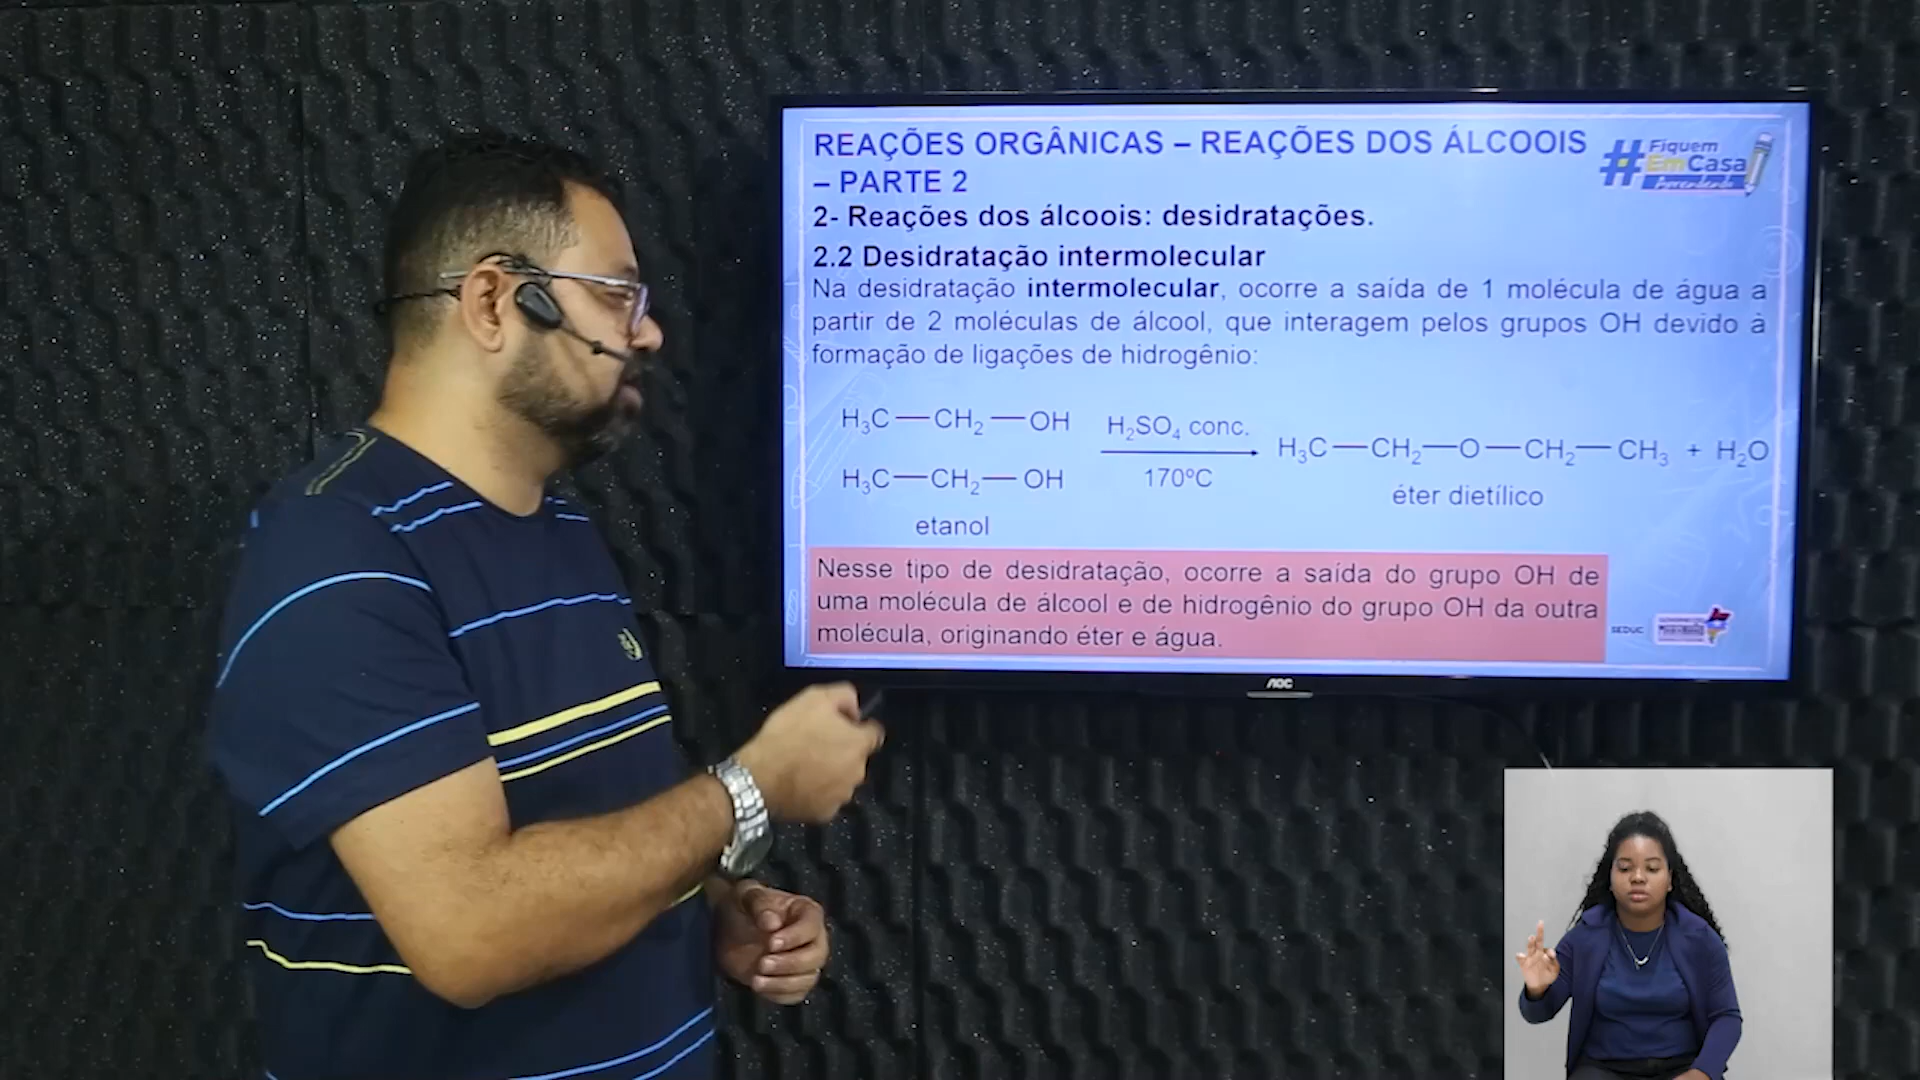 REAÇÕES ORGÂNICAS – REAÇÕES DOS ÁLCOOIS
– PARTE 2
#Fiquem
EmCasa
Aprendendo
2- Reações dos álcoois: desidratações.
2.2 Desidratação intermolecular
Na desidratação intermolecular, ocorre a saída de 1 molécula de água a
partir de 2 moléculas de álcool, que interagem pelos grupos OH devido à
formação de ligações de hidrogênio:
H₃C—CH₂—OH
H₃C—CH₂—OH
etanol
H₂SO₄ conc.
170ºC
H₃C—CH₂—O—CH₂—CH₃ + H₂O
éter dietílico
Nesse tipo de desidratação, ocorre a saída do grupo OH de
uma molécula de álcool e de hidrogênio do grupo OH da outra
molécula, originando éter e água.
SEDUC
AOC